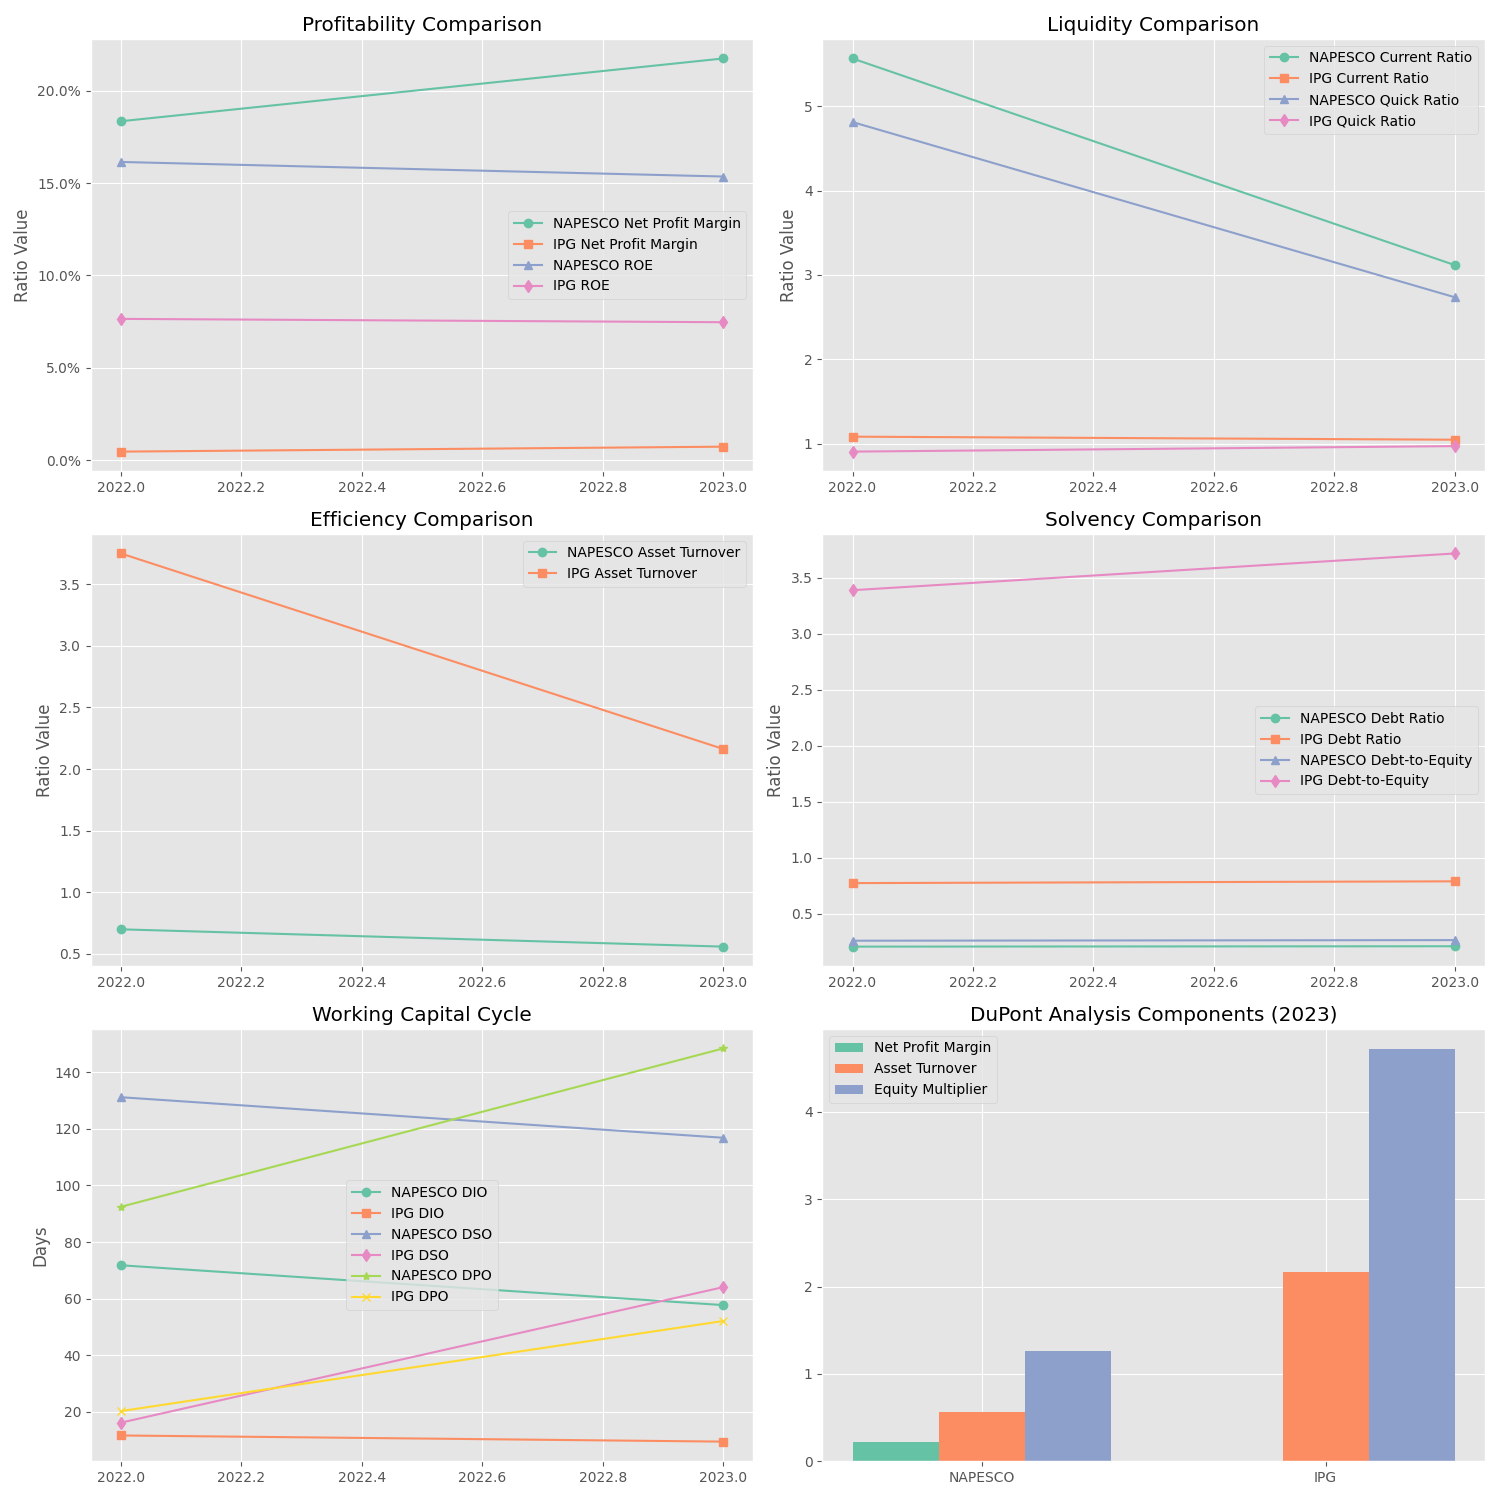 Profitability Comparison
Ratio Value
20.0%
15.0%
10.0%
5.0%
0.0%
NAPESCO Net Profit Margin
IPG Net Profit Margin
NAPESCO ROE
IPG ROE
2022.0 2022.2 2022.4 2022.6 2022.8 2023.0
Liquidity Comparison
Ratio Value
5
4
3
2
1
NAPESCO Current Ratio
IPG Current Ratio
NAPESCO Quick Ratio
IPG Quick Ratio
2022.0 2022.2 2022.4 2022.6 2022.8 2023.0
Efficiency Comparison
Ratio Value
3.5
3.0
2.5
2.0
1.5
1.0
0.5
NAPESCO Asset Turnover
IPG Asset Turnover
2022.0 2022.2 2022.4 2022.6 2022.8 2023.0
Solvency Comparison
Ratio Value
3.5
3.0
2.5
2.0
1.5
1.0
0.5
NAPESCO Debt Ratio
IPG Debt Ratio
NAPESCO Debt-to-Equity
IPG Debt-to-Equity
2022.0 2022.2 2022.4 2022.6 2022.8 2023.0
Working Capital Cycle
Days
140
120
100
80
60
40
20
NAPESCO DIO
IPG DIO
NAPESCO DSO
IPG DSO
NAPESCO DPO
IPG DPO
2022.0 2022.2 2022.4 2022.6 2022.8 2023.0
DuPont Analysis Components (2023)
Net Profit Margin
Asset Turnover
Equity Multiplier
4
3
2
1
0
NAPESCO IPG